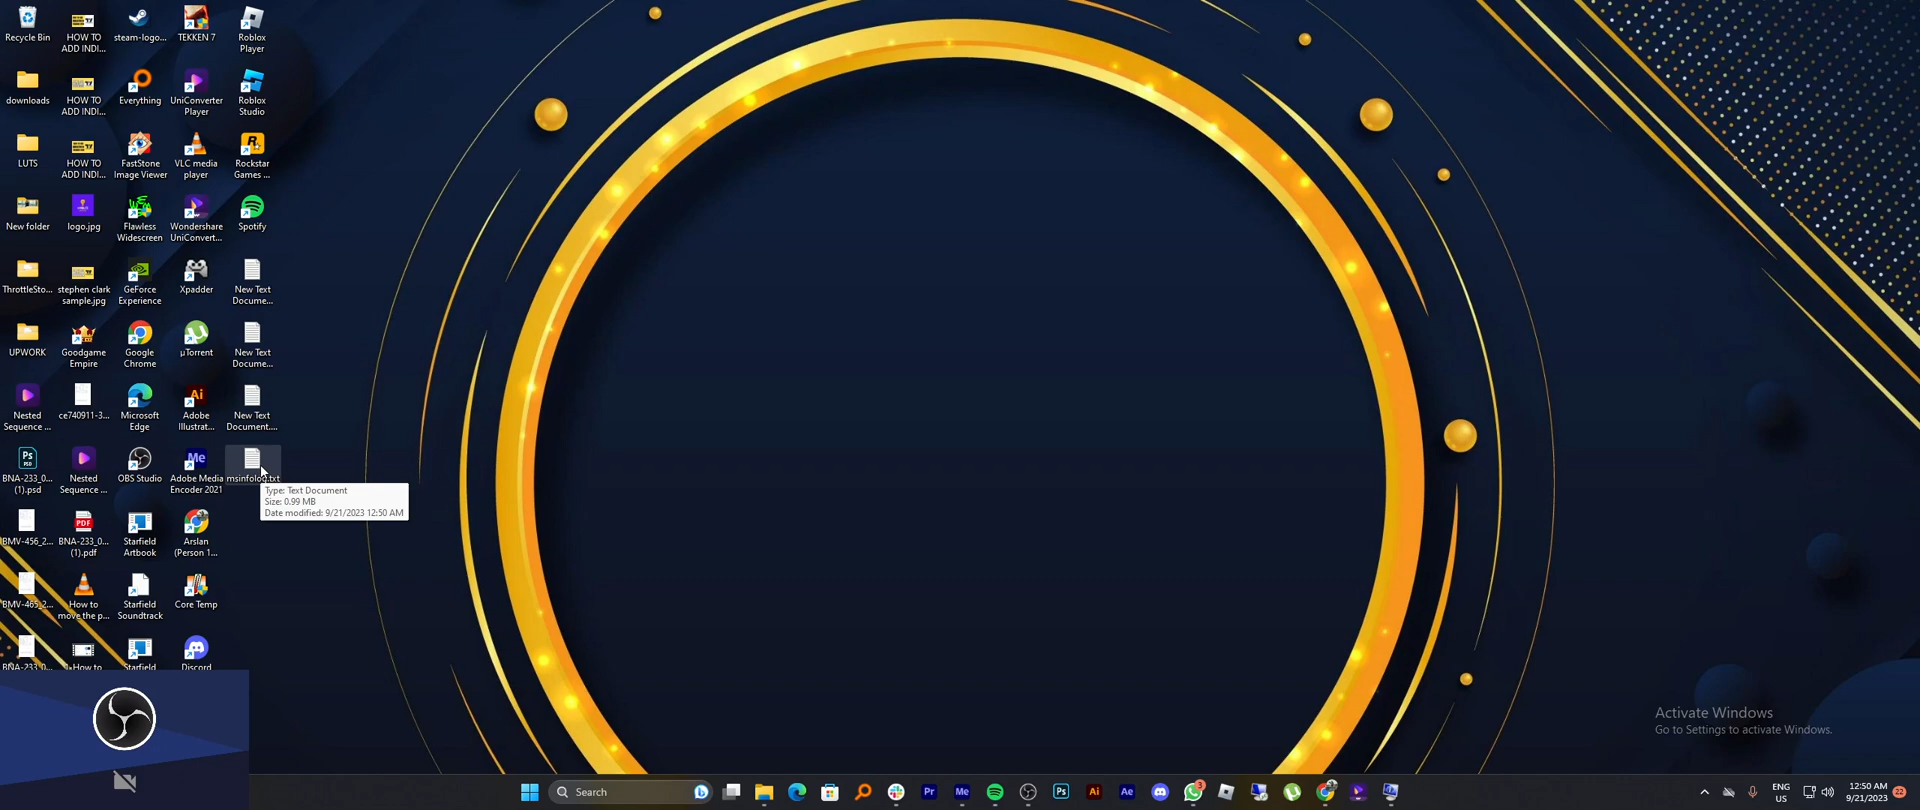 Recycle Bin
HOW TO
ADD INDI...
steam-logo...
TEKKEN 7
Roblox
Player
downloads
HOW TO
ADD INDI...
Everything
UniConverter
Player
Roblox
Studio
LUTS
HOW TO
ADD INDI...
FastStone
Image Viewer
VLC media
player
Rockstar
Games ...
New folder
logo.jpg
Flawless
Widescreen
Wondershare
UniConvert...
Spotify
ThrottleSto...
stephen clark
sample.jpg
GeForce
Experience
Xpadder
New Text
Docume...
UPWORK
Goodgame
Empire
Google
Chrome
µTorrent
New Text
Docume...
Nested
Sequence ...
ce740911-3...
Microsoft
Edge
Adobe
Illustrat...
New Text
Document....
BNA-233_0...
(1).psd
Nested
Sequence ...
OBS Studio
Adobe Media
Encoder 2021
Type: Text Document
Size: 0.99 MB
Date modified: 9/21/2023 12:50 AM
BMV-456_2...
BNA-233_0...
(1).pdf
Starfield
Artbook
Arslan
(Person 1...
BMV-465_2...
How to
move the p...
Starfield
Soundtrack
Core Temp
BNA-233_0...
How to
Starfield
Discord
Activate Windows
Go to Settings to activate Windows.
Search
ENG
US
12:50 AM
9/21/2023
22